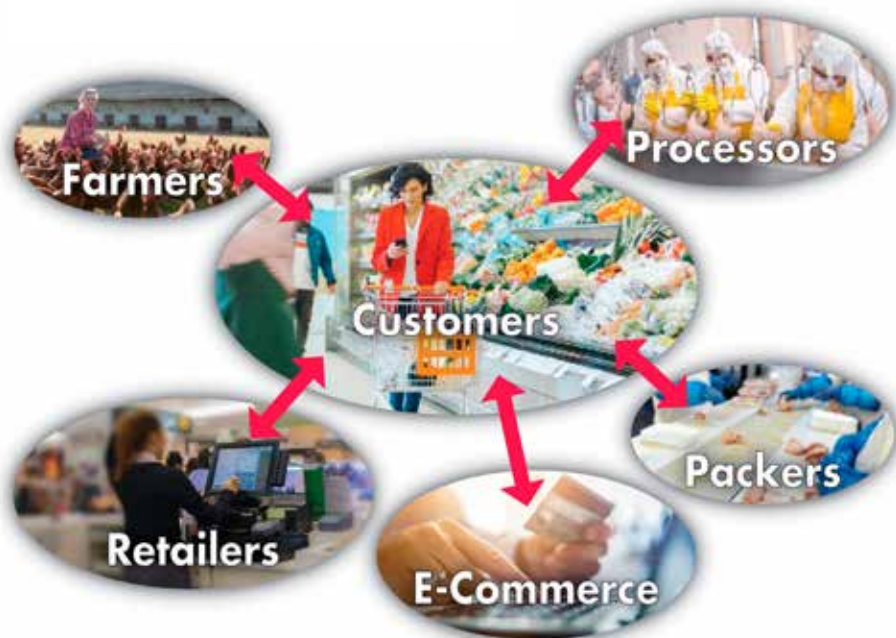 Farmers
Processors
Customers
Packers
Retailers
E-Commerce